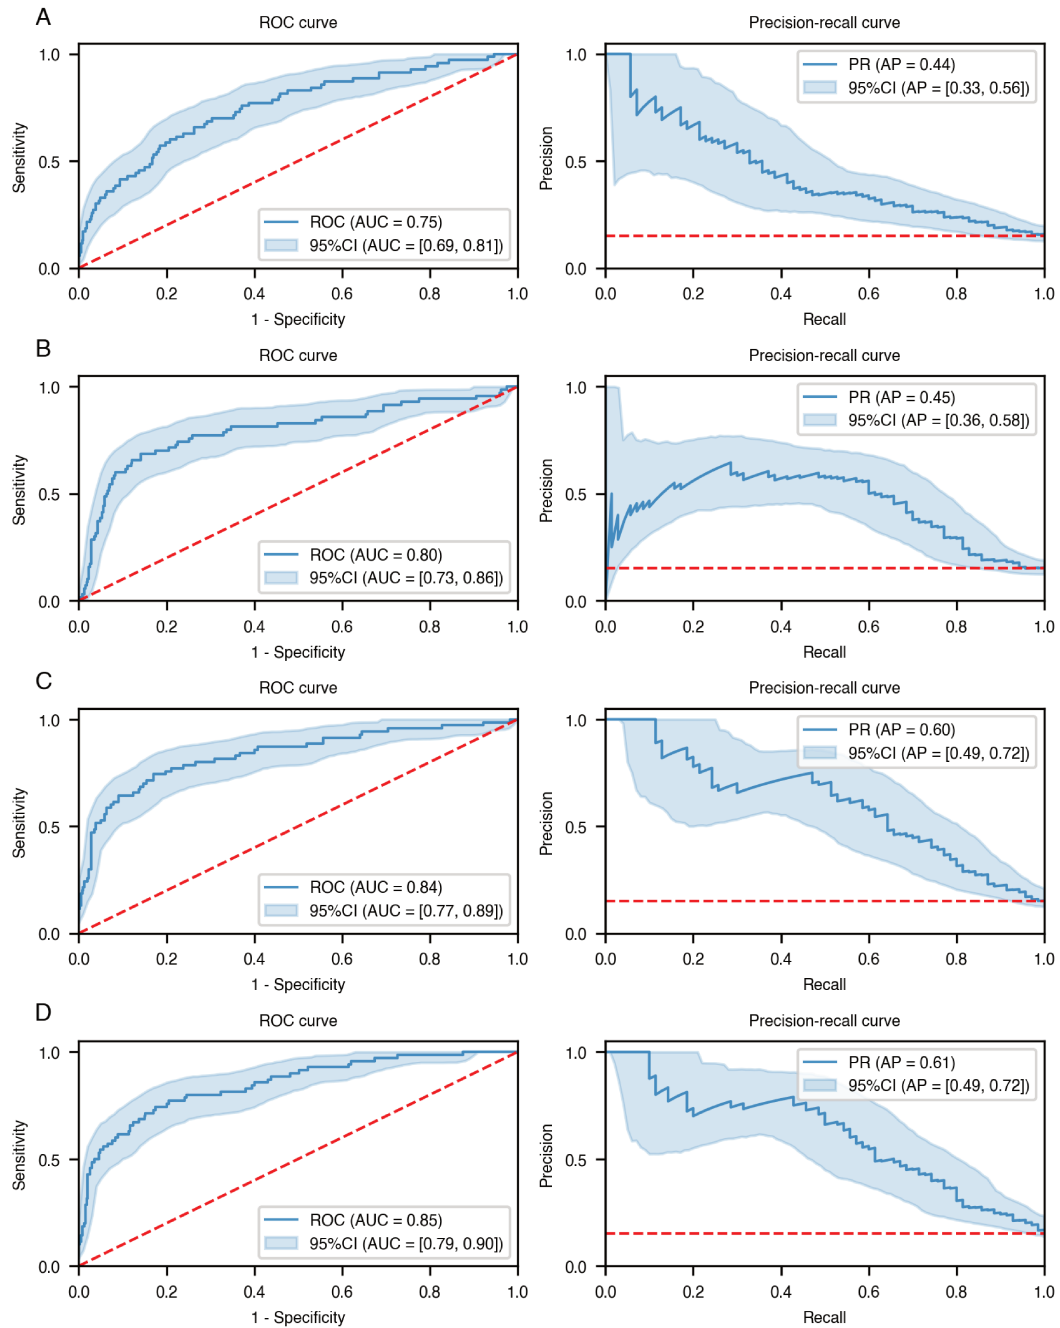 A
ROC curve
1.0
0.5
0.0
Sensitivity
ROC (AUC = 0.75)
95%CI (AUC = [0.69, 0.81])
0.0 0.2 0.4 0.6 0.8 1.0
1 - Specificity
Precision-recall curve
1.0
0.5
0.0
Precision
PR (AP = 0.44)
95%CI (AP = [0.33, 0.56])
0.0 0.2 0.4 0.6 0.8 1.0
Recall
B
ROC curve
1.0
0.5
0.0
Sensitivity
ROC (AUC = 0.80)
95%CI (AUC = [0.73, 0.86])
0.0 0.2 0.4 0.6 0.8 1.0
1 - Specificity
Precision-recall curve
1.0
0.5
0.0
Precision
PR (AP = 0.45)
95%CI (AP = [0.36, 0.58])
0.0 0.2 0.4 0.6 0.8 1.0
Recall
C
ROC curve
1.0
0.5
0.0
Sensitivity
ROC (AUC = 0.84)
95%CI (AUC = [0.77, 0.89])
0.0 0.2 0.4 0.6 0.8 1.0
1 - Specificity
Precision-recall curve
1.0
0.5
0.0
Precision
PR (AP = 0.60)
95%CI (AP = [0.49, 0.72])
0.0 0.2 0.4 0.6 0.8 1.0
Recall
D
ROC curve
1.0
0.5
0.0
Sensitivity
ROC (AUC = 0.85)
95%CI (AUC = [0.79, 0.90])
0.0 0.2 0.4 0.6 0.8 1.0
1 - Specificity
Precision-recall curve
1.0
0.5
0.0
Precision
PR (AP = 0.61)
95%CI (AP = [0.49, 0.72])
0.0 0.2 0.4 0.6 0.8 1.0
Recall